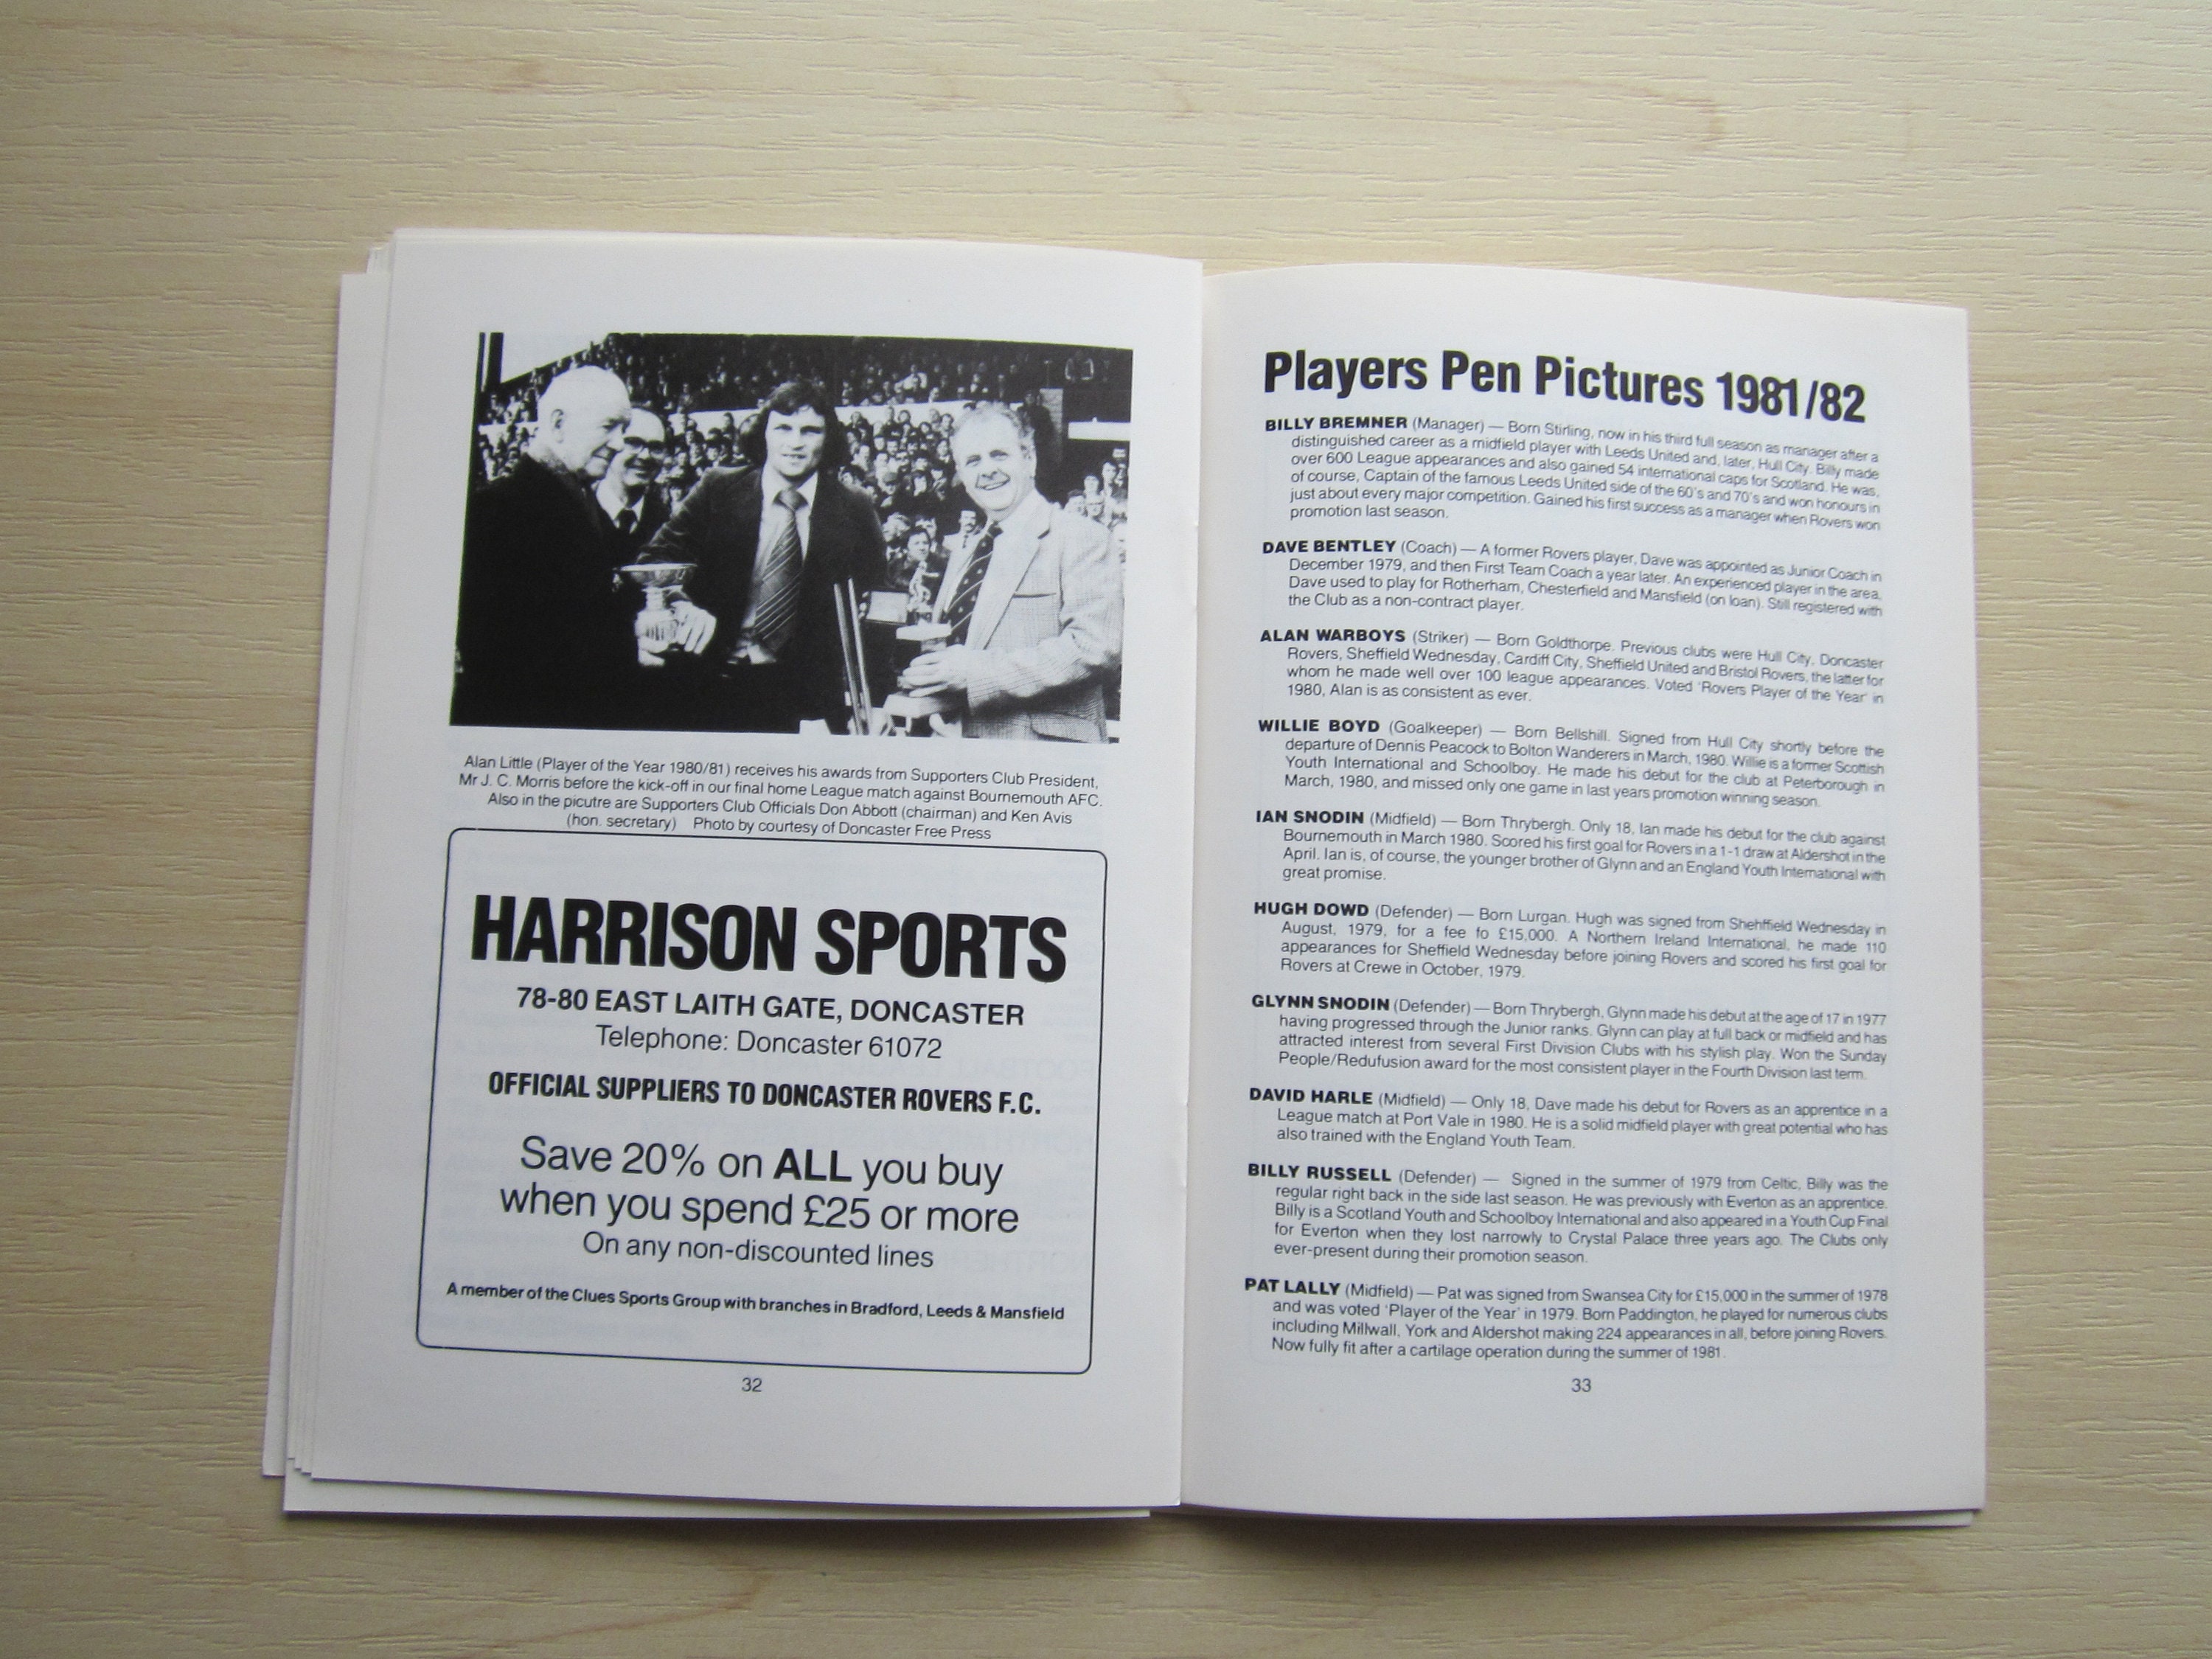 Alan Little (Player of the Year 1980/81) receives his awards from Supporters Club President,
Mr J. C. Morris before the kick-off in our final home League match against Bournemouth AFC.
Also in the picutre are Supporters Club Officials Don Abbott (chairman) and Ken Avis
(hon. secretary) Photo by courtesy of Doncaster Free Press
HARRISON SPORTS
78-80 EAST LAITH GATE, DONCASTER
Telephone: Doncaster 61072
OFFICIAL SUPPLIERS TO DONCASTER ROVERS F.C.
Save 20% on ALL you buy
when you spend £25 or more
On any non-discounted lines
A member of the Clues Sports Group with branches in Bradford, Leeds & Mansfield
32
Players Pen Pictures 1981/82
BILLY BREMNER (Manager) — Born Stirling, now in his third full season as manager after a
distinguished career as a midfield player with Leeds United and, later, Hull City. Billy made
over 600 League appearances and also gained 54 international caps for Scotland. He was,
of course, Captain of the famous Leeds United side of the 60's and 70's and won honours in
just about every major competition. Gained his first success as a manager when Rovers won
promotion last season.
DAVE BENTLEY (Coach) — A former Rovers player, Dave was appointed as Junior Coach in
December 1979, and then First Team Coach a year later. An experienced player in the area,
Dave used to play for Rotherham, Chesterfield and Mansfield (on loan). Still registered with
the Club as a non-contract player.
ALAN WARBOYS (Striker) — Born Goldthorpe. Previous clubs were Hull City, Doncaster
Rovers, Sheffield Wednesday, Cardiff City, Sheffield United and Bristol Rovers, the latter for
whom he made well over 100 league appearances. Voted 'Rovers Player of the Year' in
1980, Alan is as consistent as ever.
WILLIE BOYD (Goalkeeper) — Born Bellshill. Signed from Hull City shortly before the
departure of Dennis Peacock to Bolton Wanderers in March, 1980. Willie is a former Scottish
Youth International and Schoolboy. He made his debut for the club at Peterborough in
March, 1980, and missed only one game in last years promotion winning season.
IAN SNODIN (Midfield) — Born Thrybergh. Only 18, Ian made his debut for the club against
Bournemouth in March 1980. Scored his first goal for Rovers in a 1-1 draw at Aldershot in the
April. Ian is, of course, the younger brother of Glynn and an England Youth International with
great promise.
HUGH DOWD (Defender) — Born Lurgan. Hugh was signed from Shehffield Wednesday in
August, 1979, for a fee fo £15,000. A Northern Ireland International, he made 110
appearances for Sheffield Wednesday before joining Rovers and scored his first goal for
Rovers at Crewe in October, 1979.
GLYNN SNODIN (Defender) — Born Thrybergh, Glynn made his debut at the age of 17 in 1977
having progressed through the Junior ranks. Glynn can play at full back or midfield and has
attracted interest from several First Division Clubs with his stylish play. Won the Sunday
People/Redufusion award for the most consistent player in the Fourth Division last term.
DAVID HARLE (Midfield) — Only 18, Dave made his debut for Rovers as an apprentice in a
League match at Port Vale in 1980. He is a solid midfield player with great potential who has
also trained with the England Youth Team.
BILLY RUSSELL (Defender) — Signed in the summer of 1979 from Celtic, Billy was the
regular right back in the side last season. He was previously with Everton as an apprentice.
Billy is a Scotland Youth and Schoolboy International and also appeared in a Youth Cup Final
for Everton when they lost narrowly to Crystal Palace three years ago. The Clubs only
ever-present during their promotion season.
PAT LALLY (Midfield) — Pat was signed from Swansea City for £15,000 in the summer of 1978
and was voted 'Player of the Year' in 1979. Born Paddington, he played for numerous clubs
including Millwall, York and Aldershot making 224 appearances in all, before joining Rovers.
Now fully fit after a cartilage operation during the summer of 1981.
33